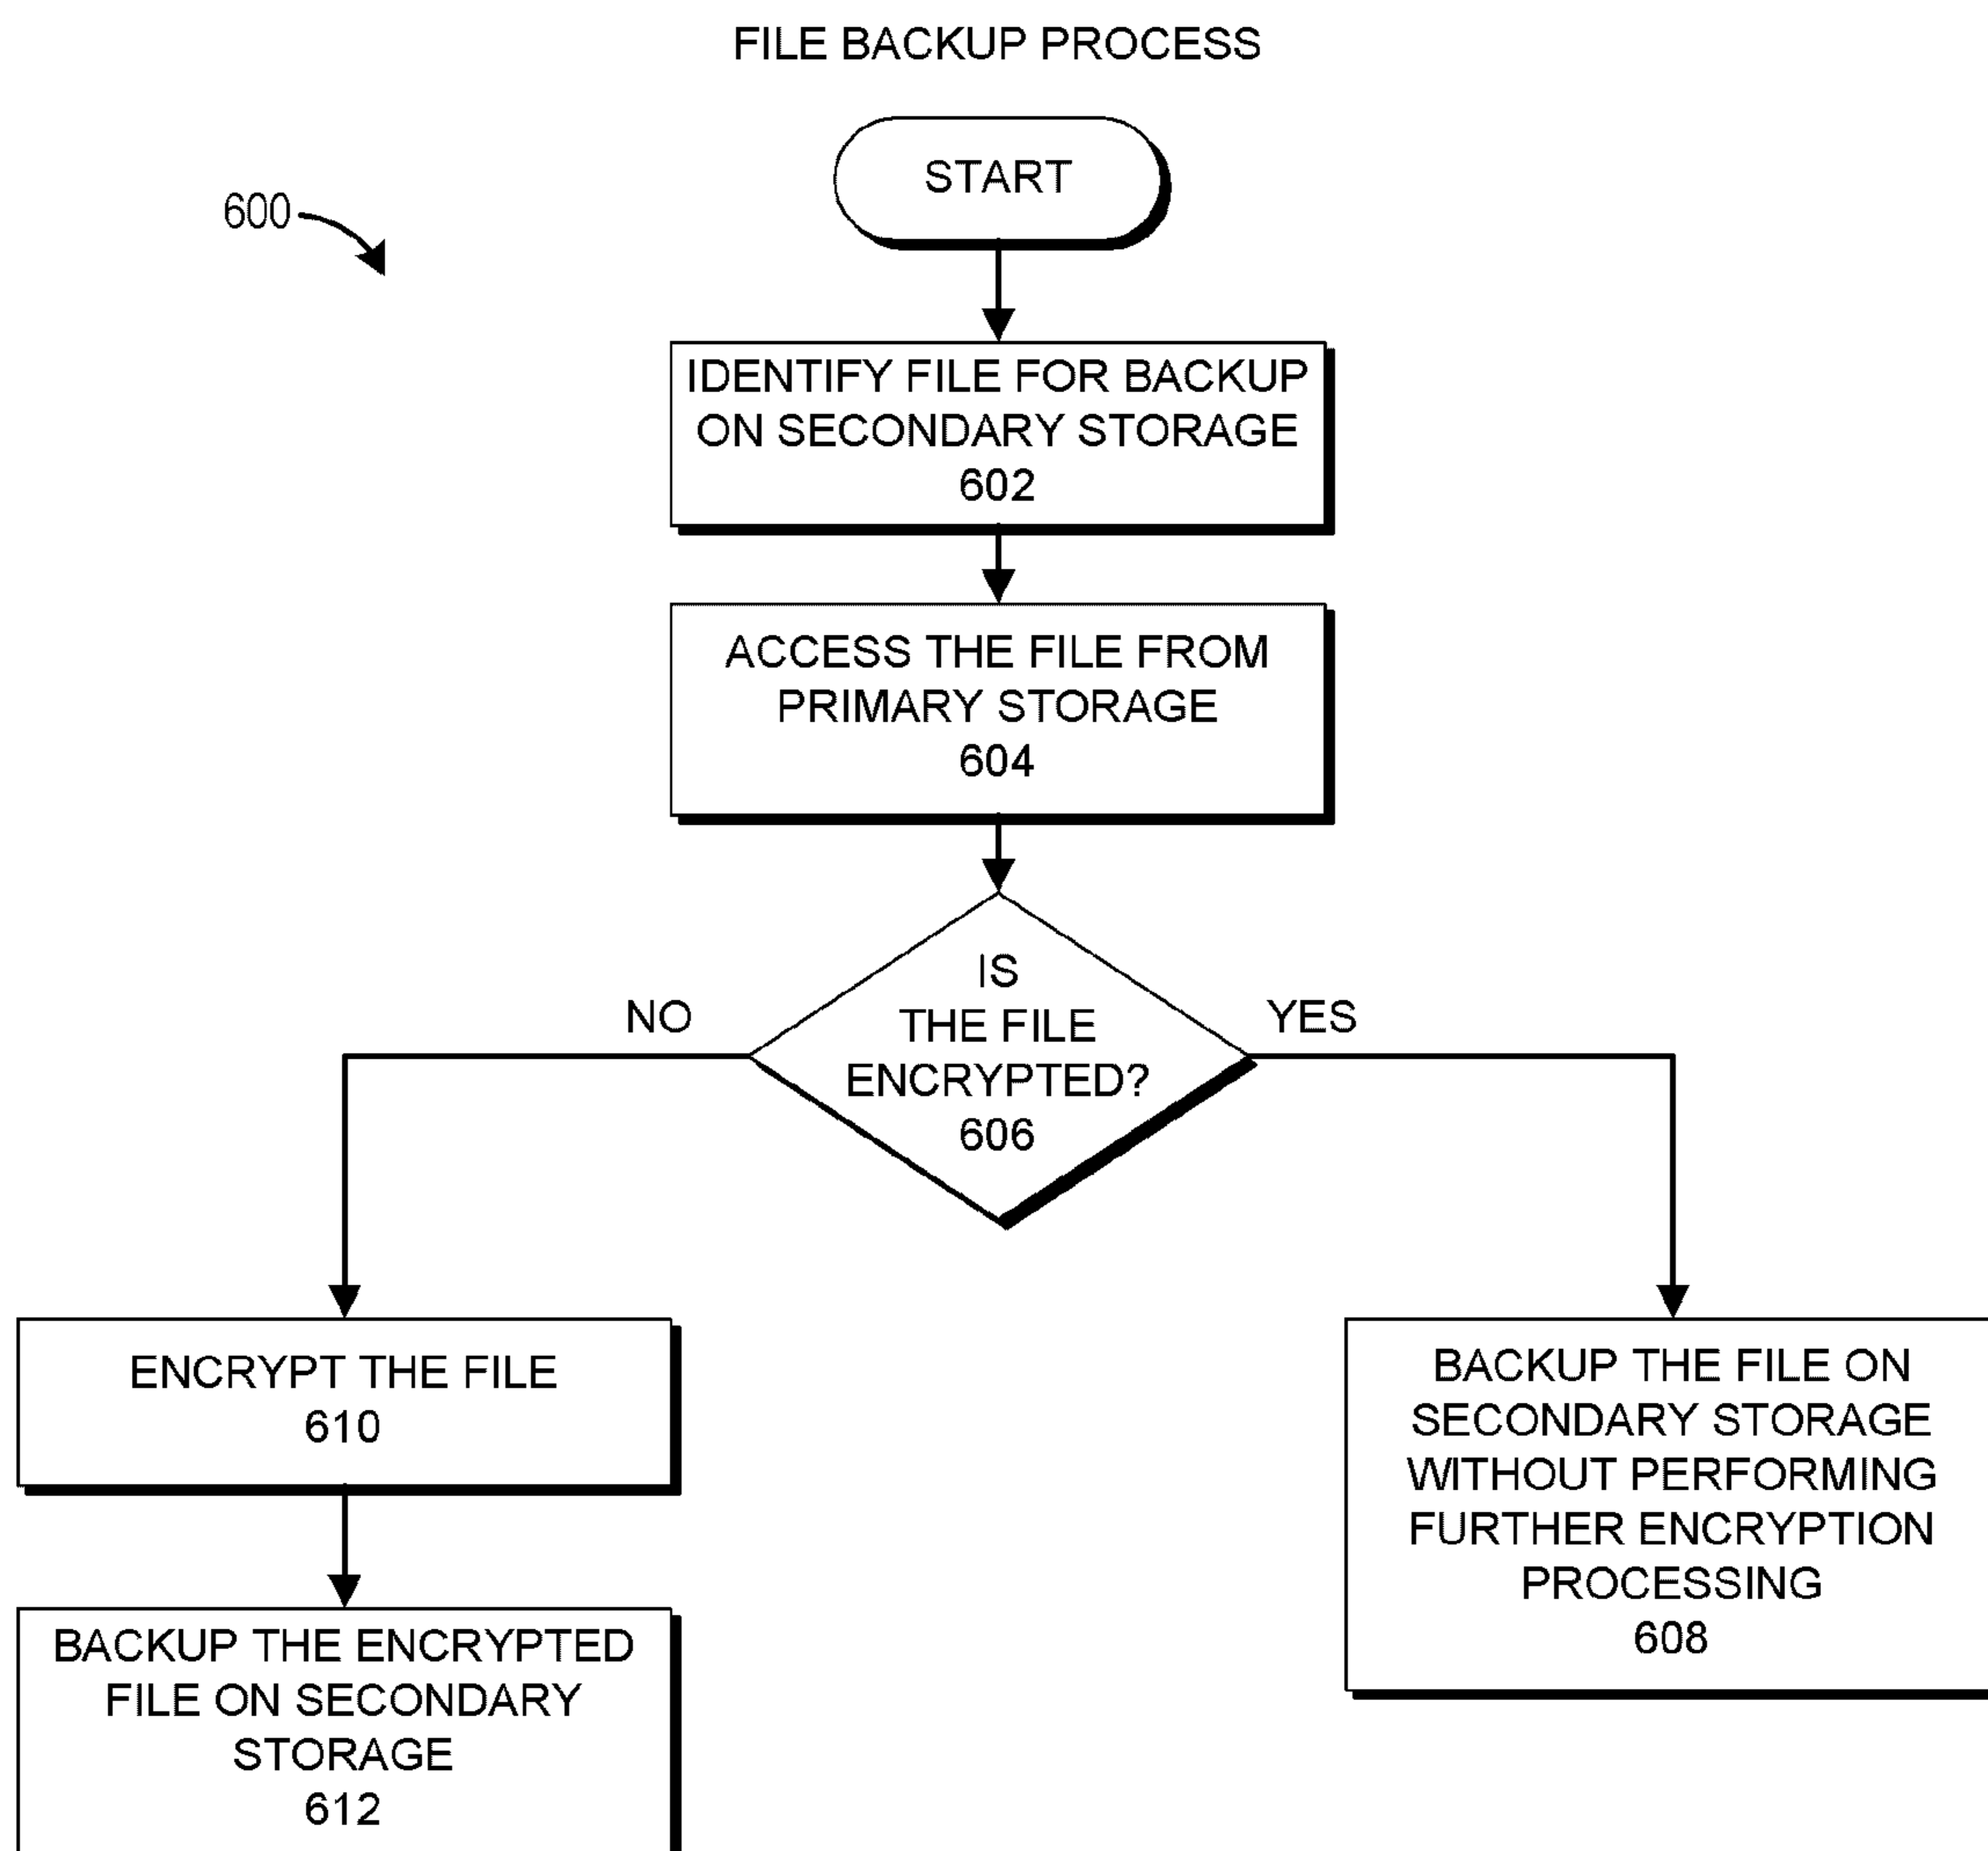 FILE BACKUP PROCESS
START
600
IDENTIFY FILE FOR BACKUP
ON SECONDARY STORAGE
602
ACCESS THE FILE FROM
PRIMARY STORAGE
604
IS
THE FILE
ENCRYPTED?
606
NO
YES
ENCRYPT THE FILE
610
BACKUP THE ENCRYPTED
FILE ON SECONDARY
STORAGE
612
BACKUP THE FILE ON
SECONDARY STORAGE
WITHOUT PERFORMING
FURTHER ENCRYPTION
PROCESSING
608